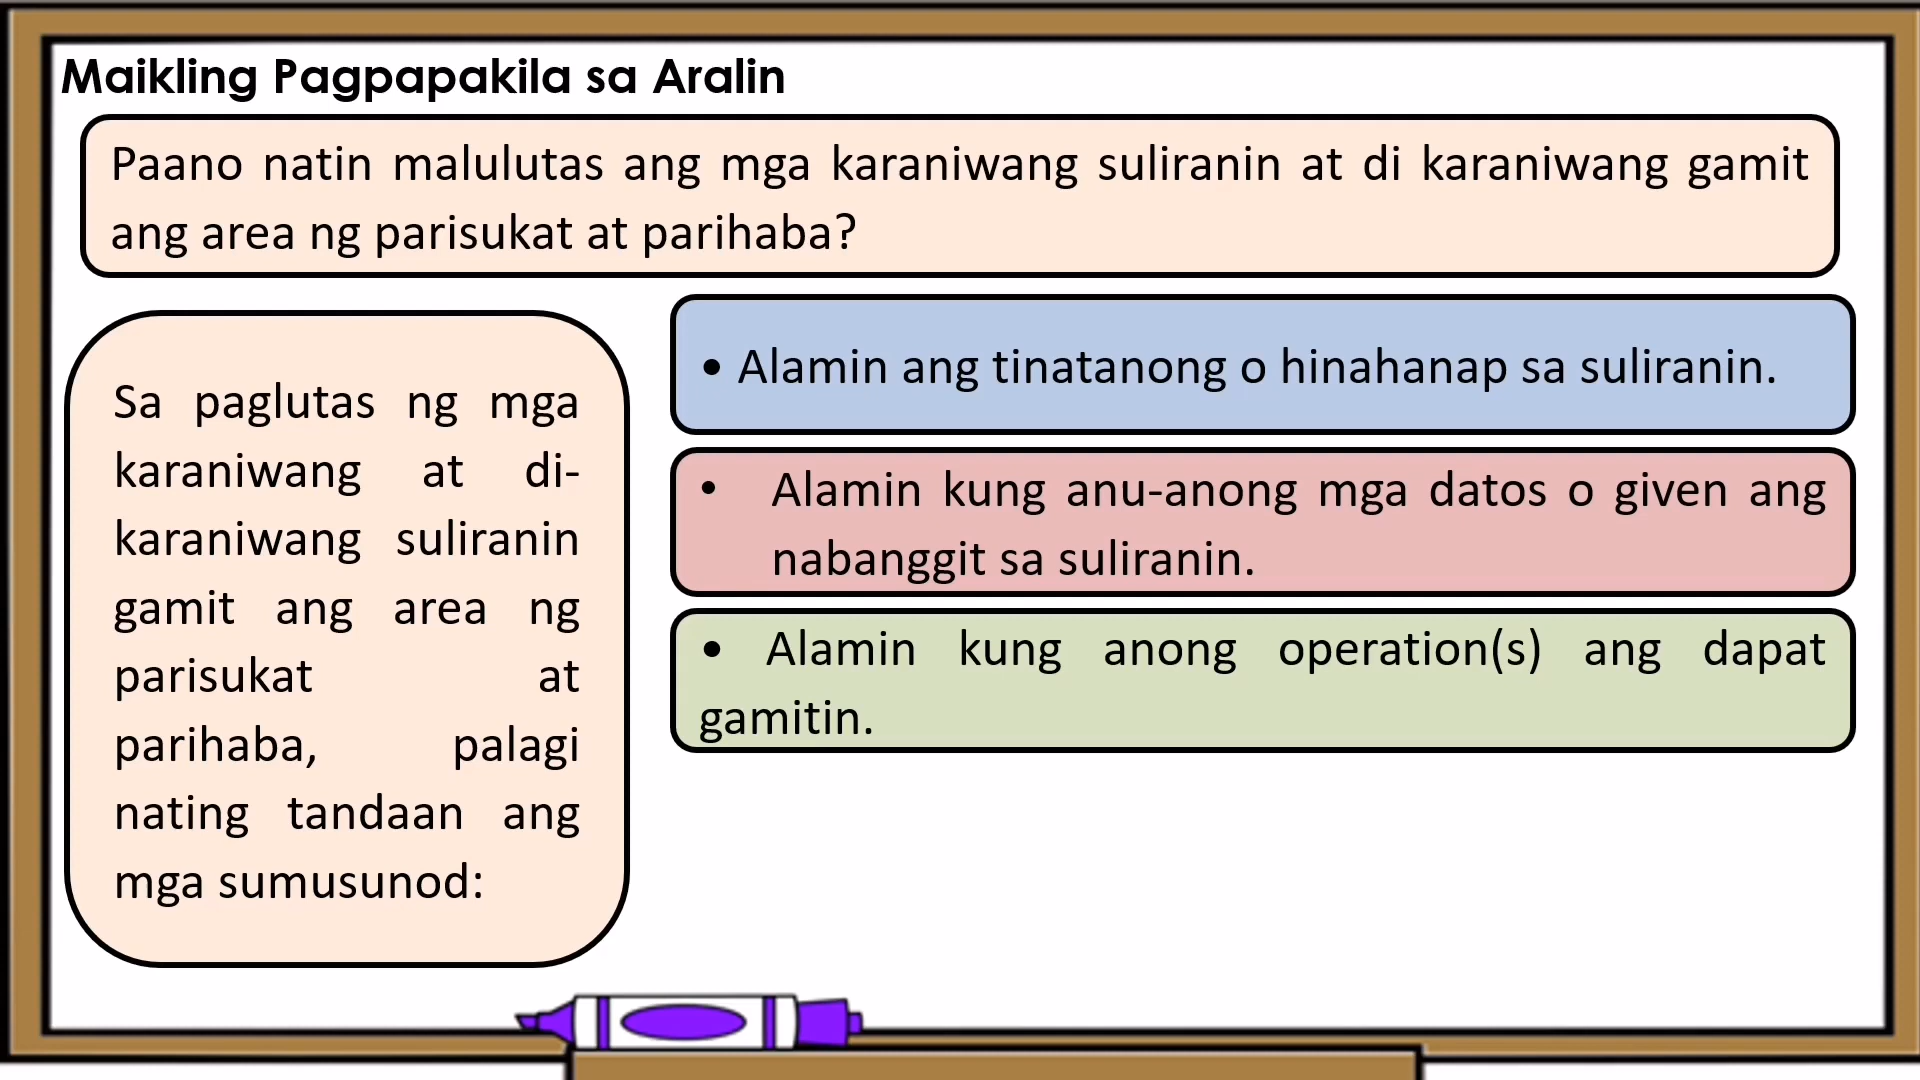 Maikling Pagpapakila sa Aralin
Paano natin malulutas ang mga karaniwang suliranin at di karaniwang gamit
ang area ng parisukat at parihaba?
Sa paglutas ng mga
karaniwang at di-
karaniwang suliranin
gamit ang area ng
parisukat at
parihaba, palagi
nating tandaan ang
mga sumusunod:
• Alamin ang tinatanong o hinahanap sa suliranin.
• Alamin kung anu-anong mga datos o given ang
nabanggit sa suliranin.
• Alamin kung anong operation(s) ang dapat
gamitin.